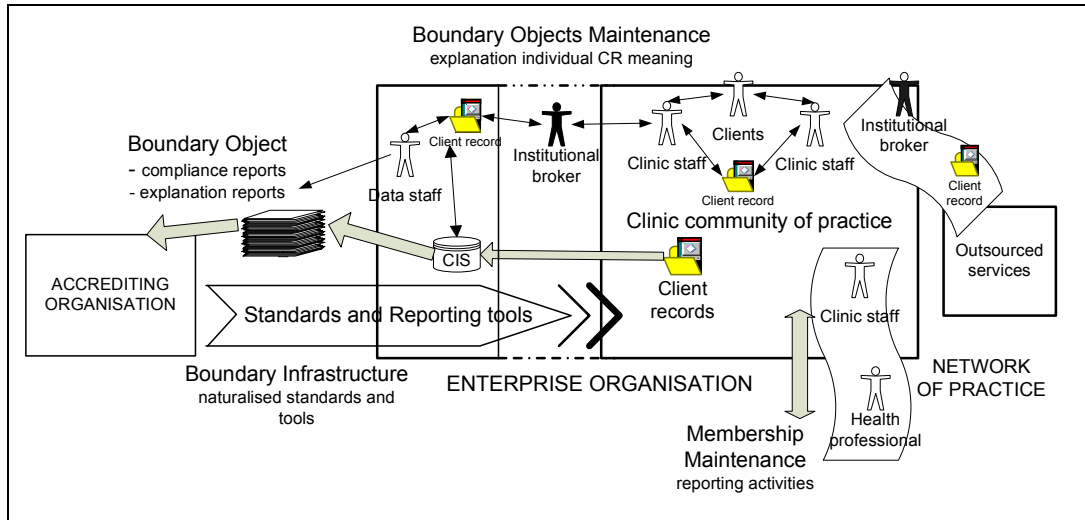 Boundary Objects Maintenance
explanation individual CR meaning
Boundary Object
- compliance reports
- explanation reports
Client record
Data staff
Institutional
broker
Clinic staff
Clients
Clinic staff
Client record
Institutional
broker
Client
record
Clinic community of practice
CIS
Client
records
Outsourced
services
ACCREDITING
ORGANISATION
Standards and Reporting tools
Clinic staff
Boundary Infrastructure
naturalised standards and
tools
ENTERPRISE ORGANISATION
NETWORK
OF PRACTICE
Health
professional
Membership
Maintenance
reporting activities